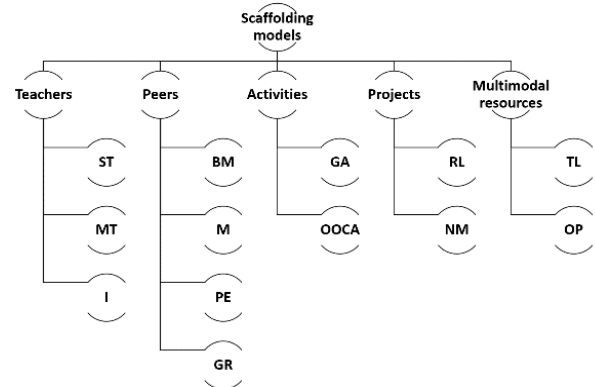 Scaffolding
models
Teachers
Peers
Activities
Projects
Multimodal
resources
ST
BM
GA
RL
TL
MT
M
OOCA
NM
OP
I
PE
GR